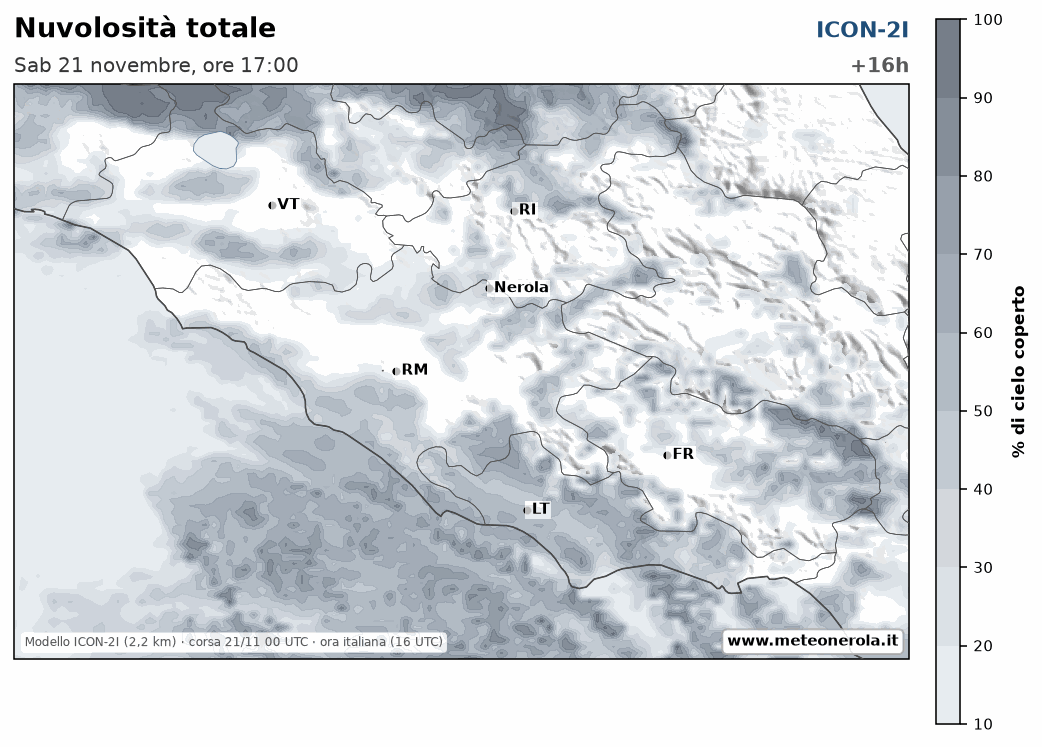 Nuvolosità totale
ICON-2I
Sab 21 novembre, ore 17:00
+16h
100
90
80
70
60
50
40
30
20
10
% di cielo coperto
VT
RI
Nerola
RM
FR
LT
Modello ICON-2I (2,2 km) · corsa 21/11 00 UTC · ora italiana (16 UTC)
www.meteonerola.it